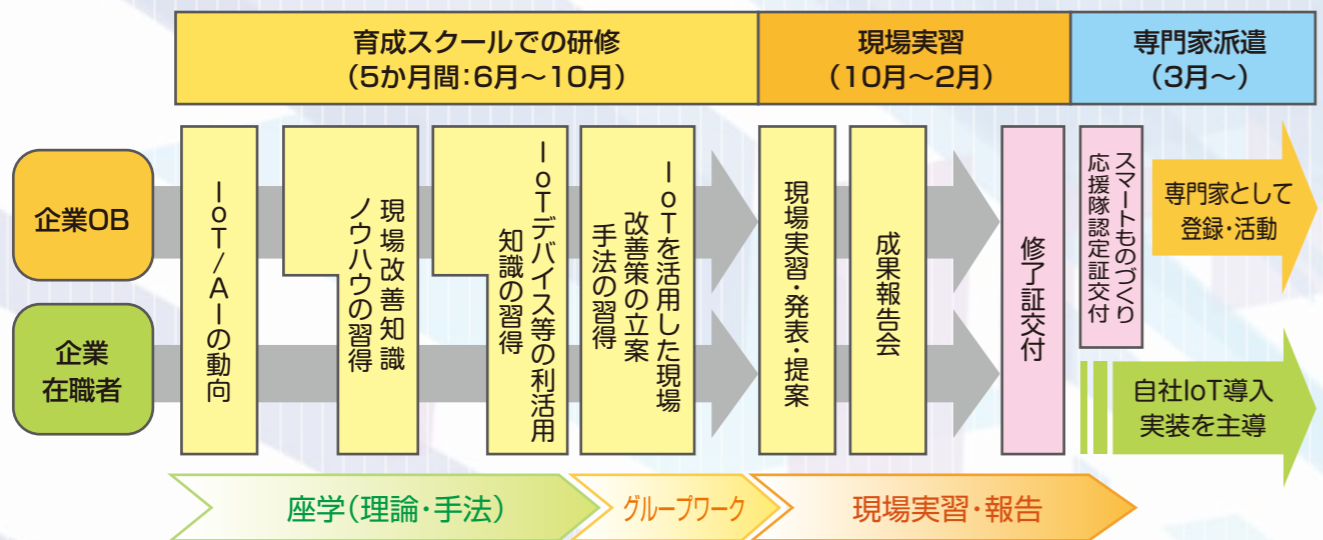 育成スクールでの研修
(5か月間:6月〜10月)
現場実習
(10月〜2月)
専門家派遣
(3月〜)
企業OB
企業
在職者
IoT/AIの動向
現場改善知識
ノウハウの習得
IoTデバイス等の利活用
知識の習得
IoTを活用した現場
改善策の立案
手法の習得
現場実習・発表・提案
成果報告会
修了証交付
スマートものづくり
応援隊認定証交付
専門家として
登録・活動
自社IoT導入
実装を主導
座学(理論・手法)
グループワーク
現場実習・報告